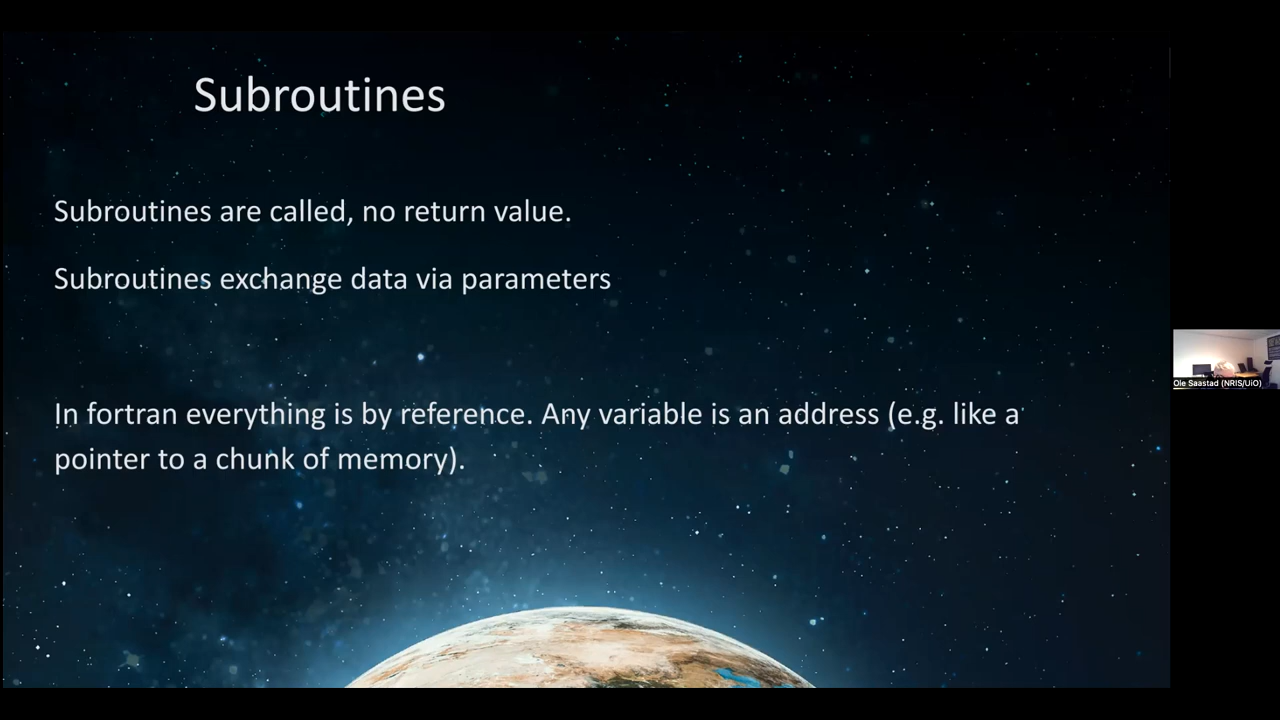 Subroutines
Subroutines are called, no return value.
Subroutines exchange data via parameters
In fortran everything is by reference. Any variable is an address (e.g. like a
pointer to a chunk of memory).
Ole Saastad (NRIS/UiO)